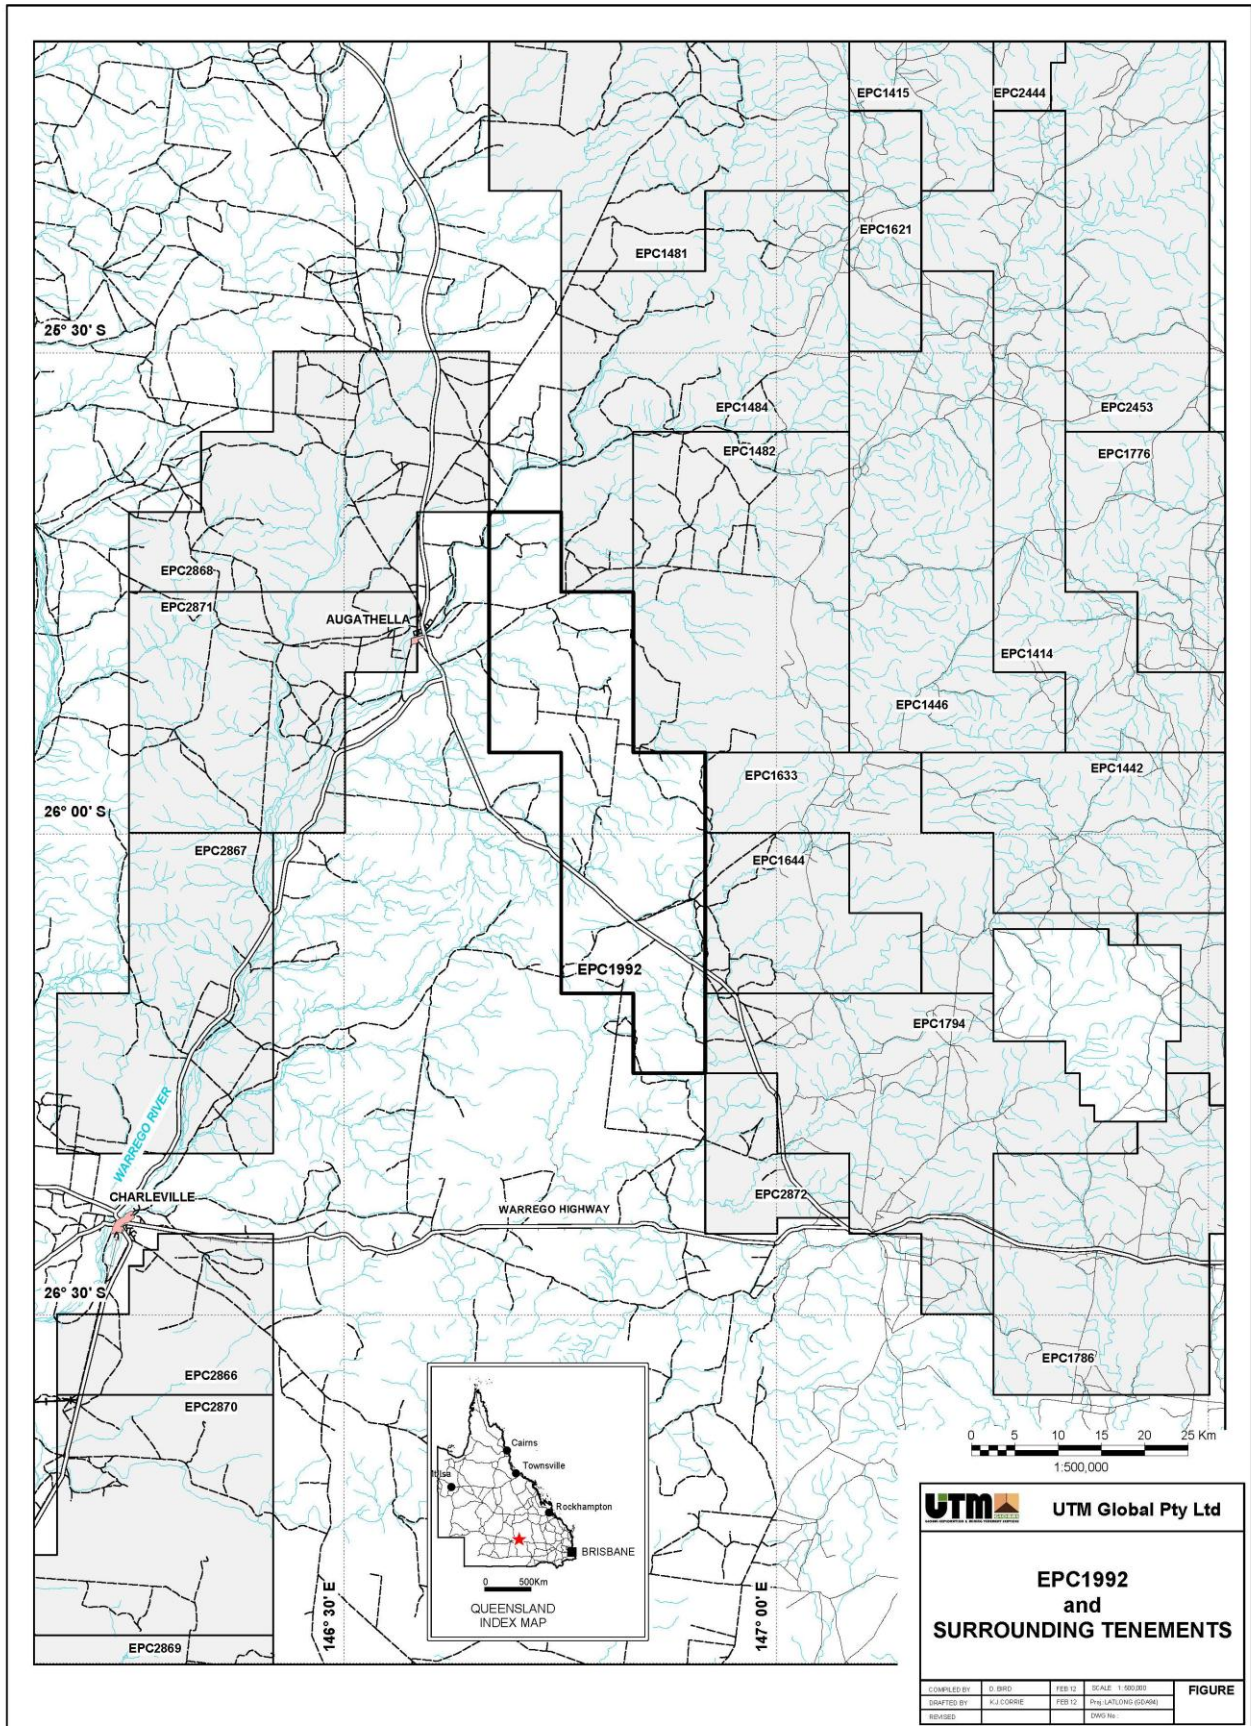 EPC1415
EPC2444
EPC1621
EPC1481
25° 30' S
EPC1484
EPC2453
EPC1482
EPC1776
EPC2868
EPC2871
AUGATHELLA
EPC1414
EPC1446
EPC1633
EPC1442
26° 00' S
EPC2867
EPC1644
EPC1992
EPC1794
WARREGO RIVER
CHARLEVILLE
EPC2872
WARREGO HIGHWAY
26° 30' S
EPC1786
EPC2866
EPC2870
EPC2869
146° 30' E
147° 00' E
Cairns
Townsville
Rockhampton
BRISBANE
0 500Km
QUEENSLAND
INDEX MAP
0 5 10 15 20 25 Km
1:500,000
UTM
GLOBAL
UTM Global Pty Ltd
EPC1992
and
SURROUNDING TENEMENTS
COMPILED BY D. BIRD FEB 12 SCALE 1:500,000
FIGURE
DRAFTED BY K.J. CORRIE FEB 12 Proj.:LATLONG (GDA94)
REVISED DWG No.: